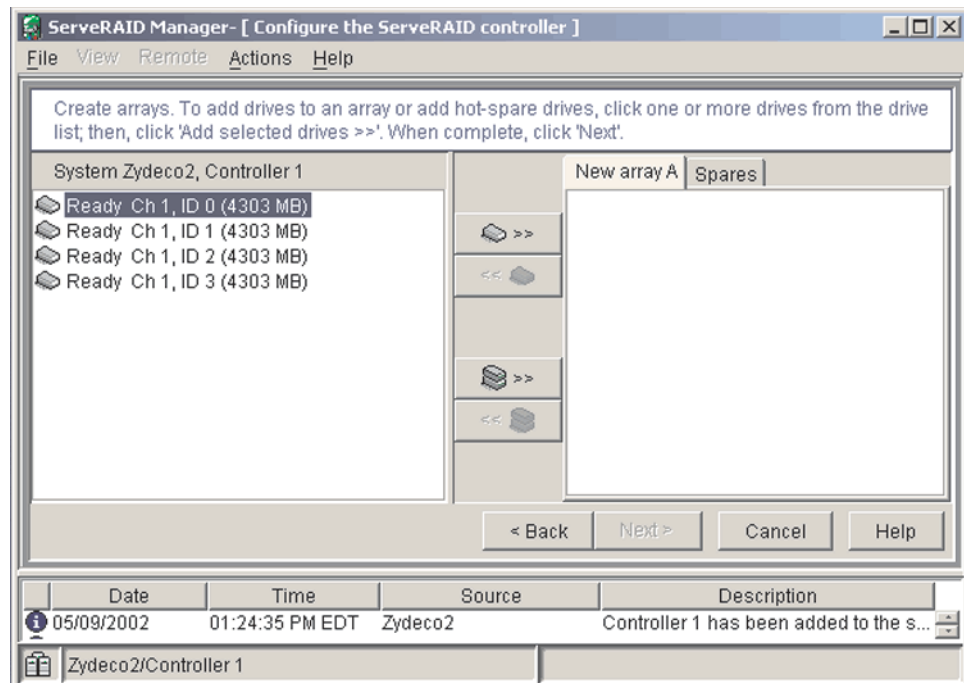 ServeRAID Manager- [ Configure the ServeRAID controller ]
File View Remote Actions Help
Create arrays. To add drives to an array or add hot-spare drives, click one or more drives from the drive
list; then, click 'Add selected drives >>'. When complete, click 'Next'.
System Zydeco2, Controller 1
New array A Spares
Ready Ch 1, ID 0 (4303 MB)
Ready Ch 1, ID 1 (4303 MB)
Ready Ch 1, ID 2 (4303 MB)
Ready Ch 1, ID 3 (4303 MB)
>>
<<
>>
<<
< Back Next > Cancel Help
Date Time Source Description
05/09/2002 01:24:35 PM EDT Zydeco2 Controller 1 has been added to the s...
Zydeco2/Controller 1